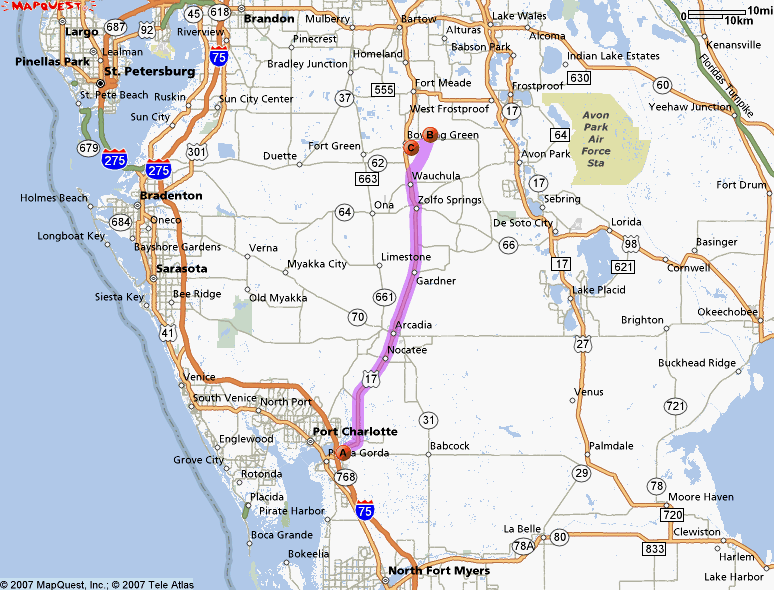 MAPQUEST
Largo
687
92
45
618
Brandon
Mulberry
Bartow
Lake Wales
0 10mi
10km
Riverview
Alturas
Alcoma
Lealman
75
Pinecrest
Babson Park
Kenansville
Pinellas Park
Homeland
Indian Lake Estates
St. Petersburg
Bradley Junction
630
Floridas Turnpike
555
Fort Meade
60
St. Pete Beach
Ruskin
Sun City Center
37
Frostproof
West Frostproof
17
Yeehaw Junction
Sun City
Avon
Park
Air
Force
Sta
B
64
Bowling Green
679
301
Fort Green
C
275
275
Duette
62
Avon Park
663
Wauchula
17
Fort Drum
Holmes Beach
Bradenton
Zolfo Springs
Sebring
64
Ona
684
Oneco
De Soto City
Lorida
Longboat Key
Bayshore Gardens
Verna
66
98
Basinger
Myakka City
Limestone
17
621
Cornwell
Sarasota
Gardner
Siesta Key
Bee Ridge
Old Myakka
661
Lake Placid
70
Okeechobee
41
Arcadia
Brighton
27
Nocatee
Buckhead Ridge
Venice
17
Venus
South Venice
North Port
721
31
Englewood
Port Charlotte
Grove City
A
Punta Gorda
Babcock
Palmdale
Rotonda
768
29
78
Placida
Moore Haven
Pirate Harbor
75
720
La Belle
Clewiston
Boca Grande
80
78A
833
Bokeelia
Harlem
North Fort Myers
Lake Harbor
© 2007 MapQuest, Inc.; © 2007 Tele Atlas